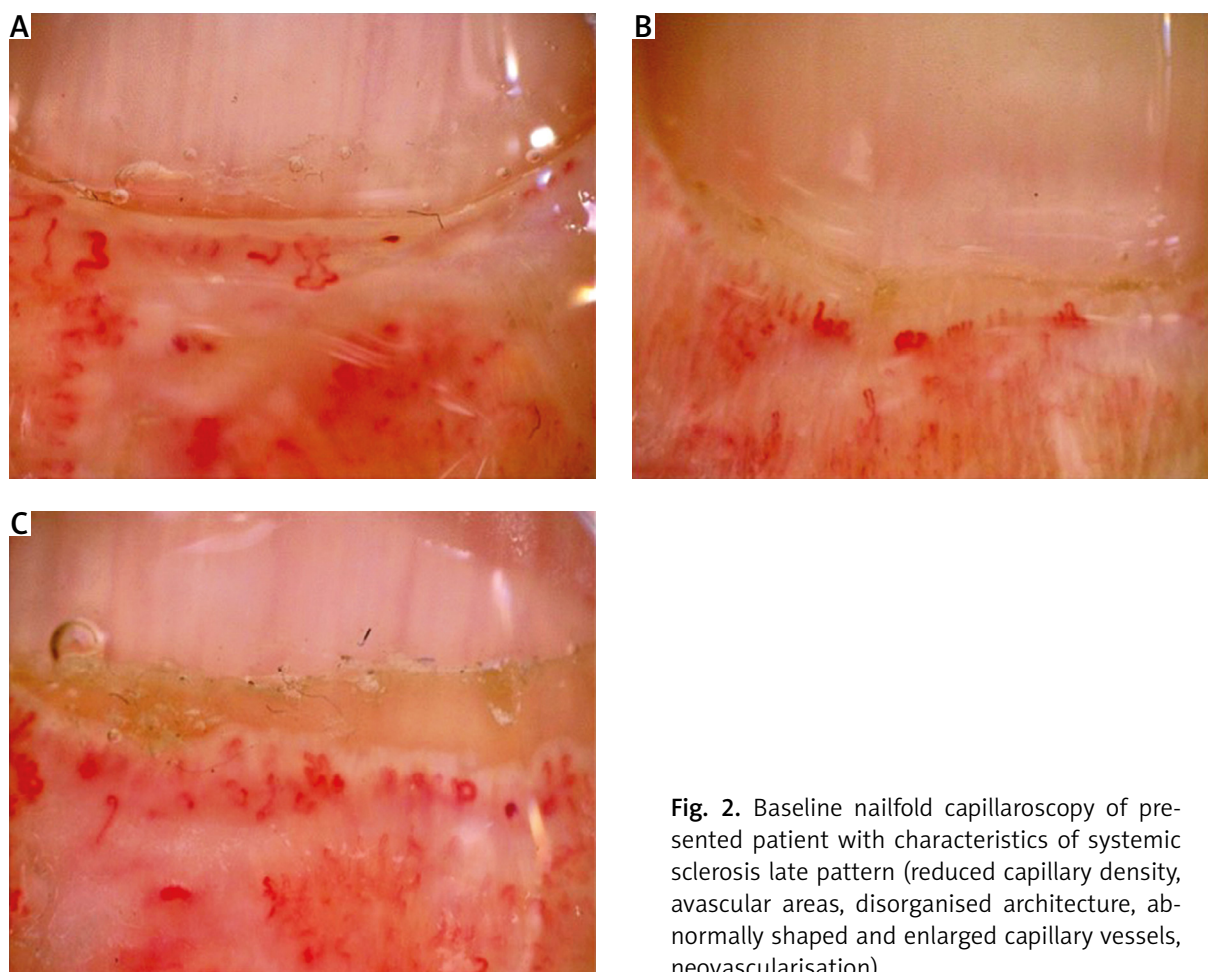 A
B
C
Fig. 2. Baseline nailfold capillaroscopy of pre-
sented patient with characteristics of systemic
sclerosis late pattern (reduced capillary density,
avascular areas, disorganised architecture, ab-
normally shaped and enlarged capillary vessels,
neovascularisation)